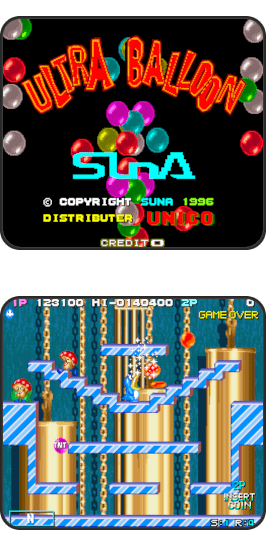 ULTRA BALLOON
SUNA
© COPYRIGHT SUNA 1996
DISTRIBUTER UNICO
CREDIT 0
1P 123100 HI-0140400 2P 0
GAME OVER
TNT
2P
INSERT
COIN
N